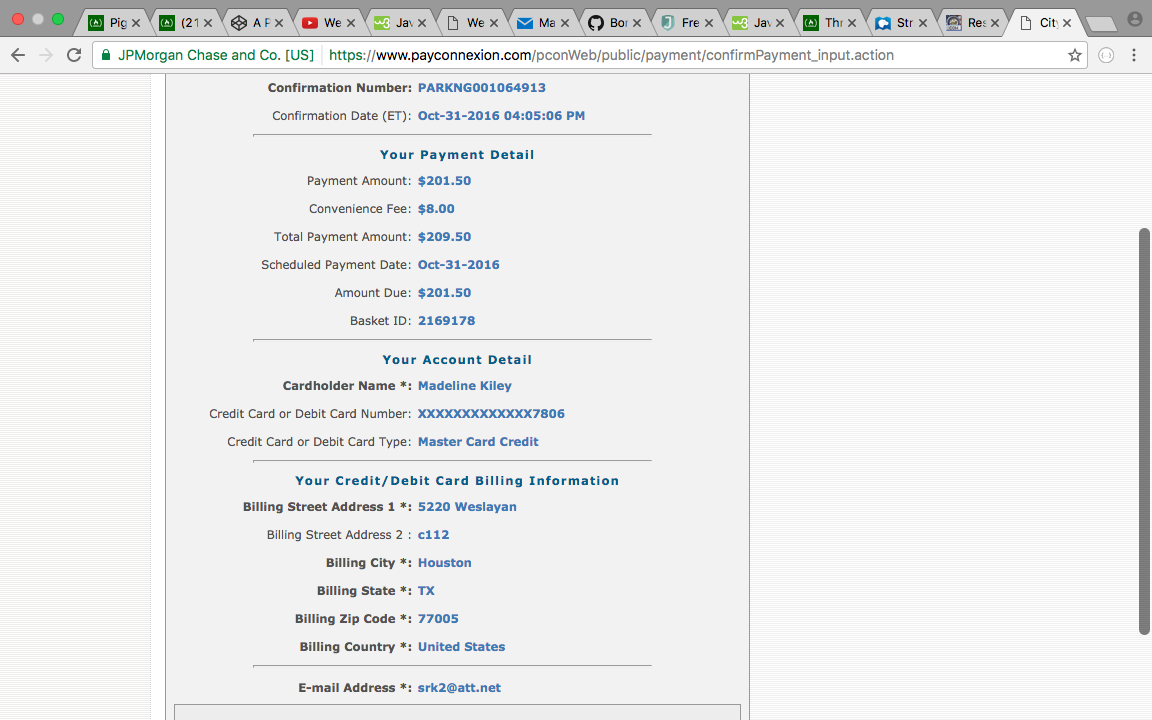 Pig
(21
A P
We
Jav
We
Ma
Bor
Fre
Jav
Thr
Str
Res
City
JPMorgan Chase and Co. [US] https://www.payconnexion.com/pconWeb/public/payment/confirmPayment_input.action
Confirmation Number: PARKNG001064913
Confirmation Date (ET): Oct-31-2016 04:05:06 PM
Your Payment Detail
Payment Amount: $201.50
Convenience Fee: $8.00
Total Payment Amount: $209.50
Scheduled Payment Date: Oct-31-2016
Amount Due: $201.50
Basket ID: 2169178
Your Account Detail
Cardholder Name *: Madeline Kiley
Credit Card or Debit Card Number: XXXXXXXXXXXXX7806
Credit Card or Debit Card Type: Master Card Credit
Your Credit/Debit Card Billing Information
Billing Street Address 1 *: 5220 Weslayan
Billing Street Address 2 : c112
Billing City *: Houston
Billing State *: TX
Billing Zip Code *: 77005
Billing Country *: United States
E-mail Address *: srk2@att.net